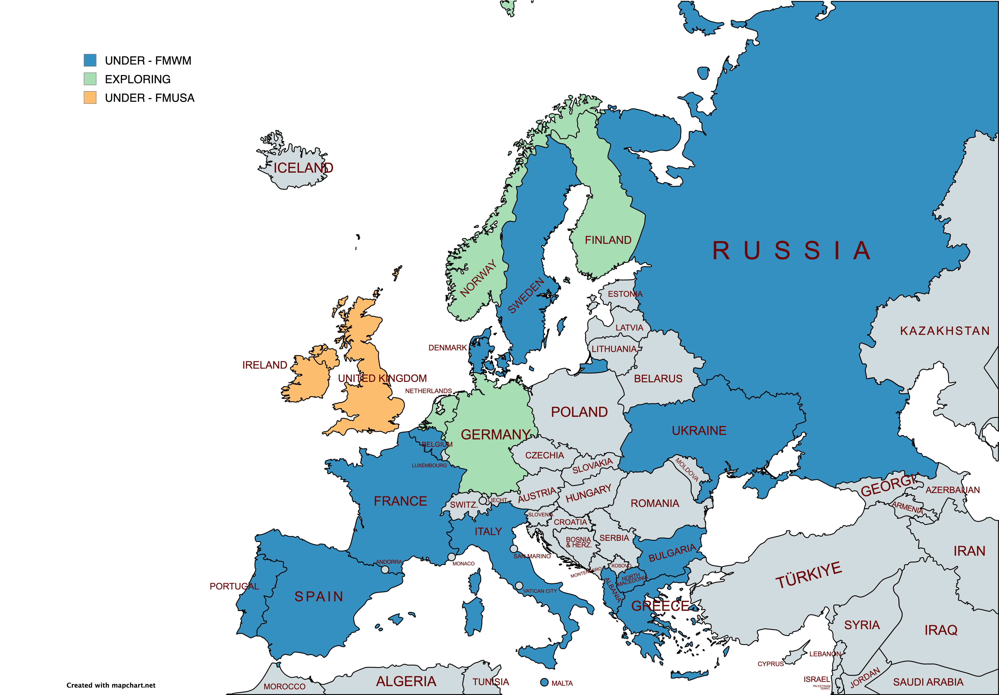 UNDER - FMWM
EXPLORING
UNDER - FMUSA
ICELAND
RUSSIA
FINLAND
NORWAY
SWEDEN
ESTONIA
LATVIA
KAZAKHSTAN
DENMARK
LITHUANIA
IRELAND
UNITED KINGDOM
BELARUS
NETHERLANDS
POLAND
GERMANY
UKRAINE
BELGIUM
CZECHIA
LUXEMBOURG
SLOVAKIA
MOLDOVA
GEORGI
AZERBAIJAN
AUSTRIA
HUNGARY
FRANCE
LIECHT.
SWITZ.
ROMANIA
ARMENIA
SLOVENIA
CROATIA
ITALY
SERBIA
BOSNIA
& HERZ.
IRAN
BULGARIA
SAN MARINO
ANDORRA
MONACO
KOSOVO
MONTENEGRO
NORTH
MACEDONIA
TÜRKIYE
PORTUGAL
ALBANIA
VATICAN CITY
SPAIN
GREECE
SYRIA
IRAQ
LEBANON
CYPRUS
ISRAEL
PALESTINIAN
TERRIT.
JORDAN
SAUDI ARABIA
ALGERIA
TUNISIA
MALTA
MOROCCO
Created with mapchart.net